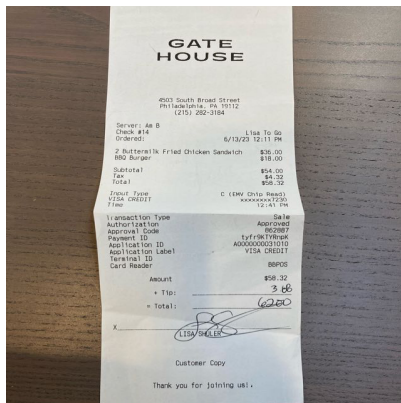 GATE
HOUSE
4503 South Broad Street
Philadelphia, PA 19112
(215) 282-3184
Server: Am B
Check #14 Lisa To Go
Ordered: 6/13/23 12:11 PM
2 Buttermilk Fried Chicken Sandwich $36.00
BBQ Burger $18.00
Subtotal $54.00
Tax $4.32
Total $58.32
Input Type C (EMV Chip Read)
VISA CREDIT xxxxxxxx7230
Time 12:41 PM
Transaction Type Sale
Authorization Approved
Approval Code 862887
Payment ID tyfr9KTYRnpK
Application ID A0000000031010
Application Label VISA CREDIT
Terminal ID
Card Reader BBPOS
Amount $58.32
+ Tip: 3 68
= Total: 62.00
X
LISA SHULER
Customer Copy
Thank you for joining us!.